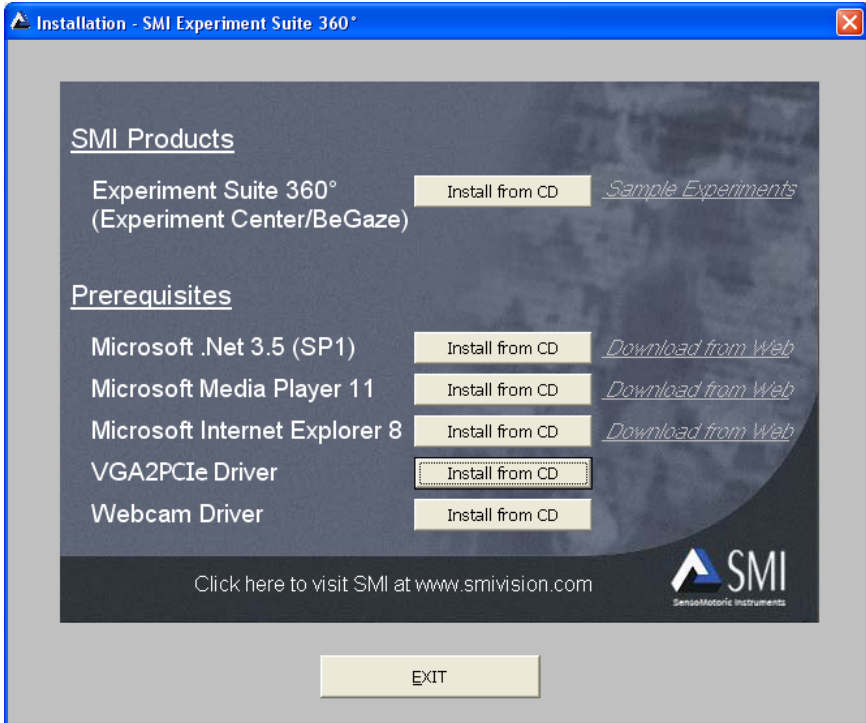 Installation - SMI Experiment Suite 360°
SMI Products
Experiment Suite 360° Install from CD Sample Experiments
(Experiment Center/BeGaze)
Prerequisites
Microsoft .Net 3.5 (SP1) Install from CD Download from Web
Microsoft Media Player 11 Install from CD Download from Web
Microsoft Internet Explorer 8 Install from CD Download from Web
VGA2PCIe Driver Install from CD
Webcam Driver Install from CD
Click here to visit SMI at www.smivision.com
SMI
SensoMotoric Instruments
EXIT